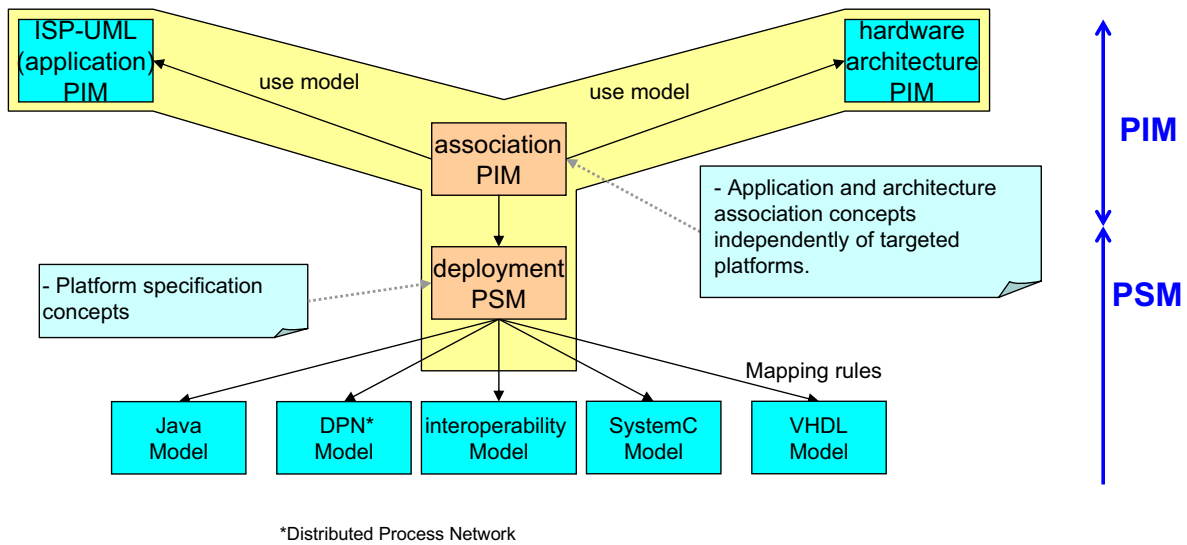 ISP-UML
(application)
PIM
hardware
architecture
PIM
use model
use model
PIM
association
PIM
- Application and architecture
association concepts
independently of targeted
platforms.
- Platform specification
concepts
deployment
PSM
PSM
Mapping rules
Java
Model
DPN*
Model
interoperability
Model
SystemC
Model
VHDL
Model
*Distributed Process Network